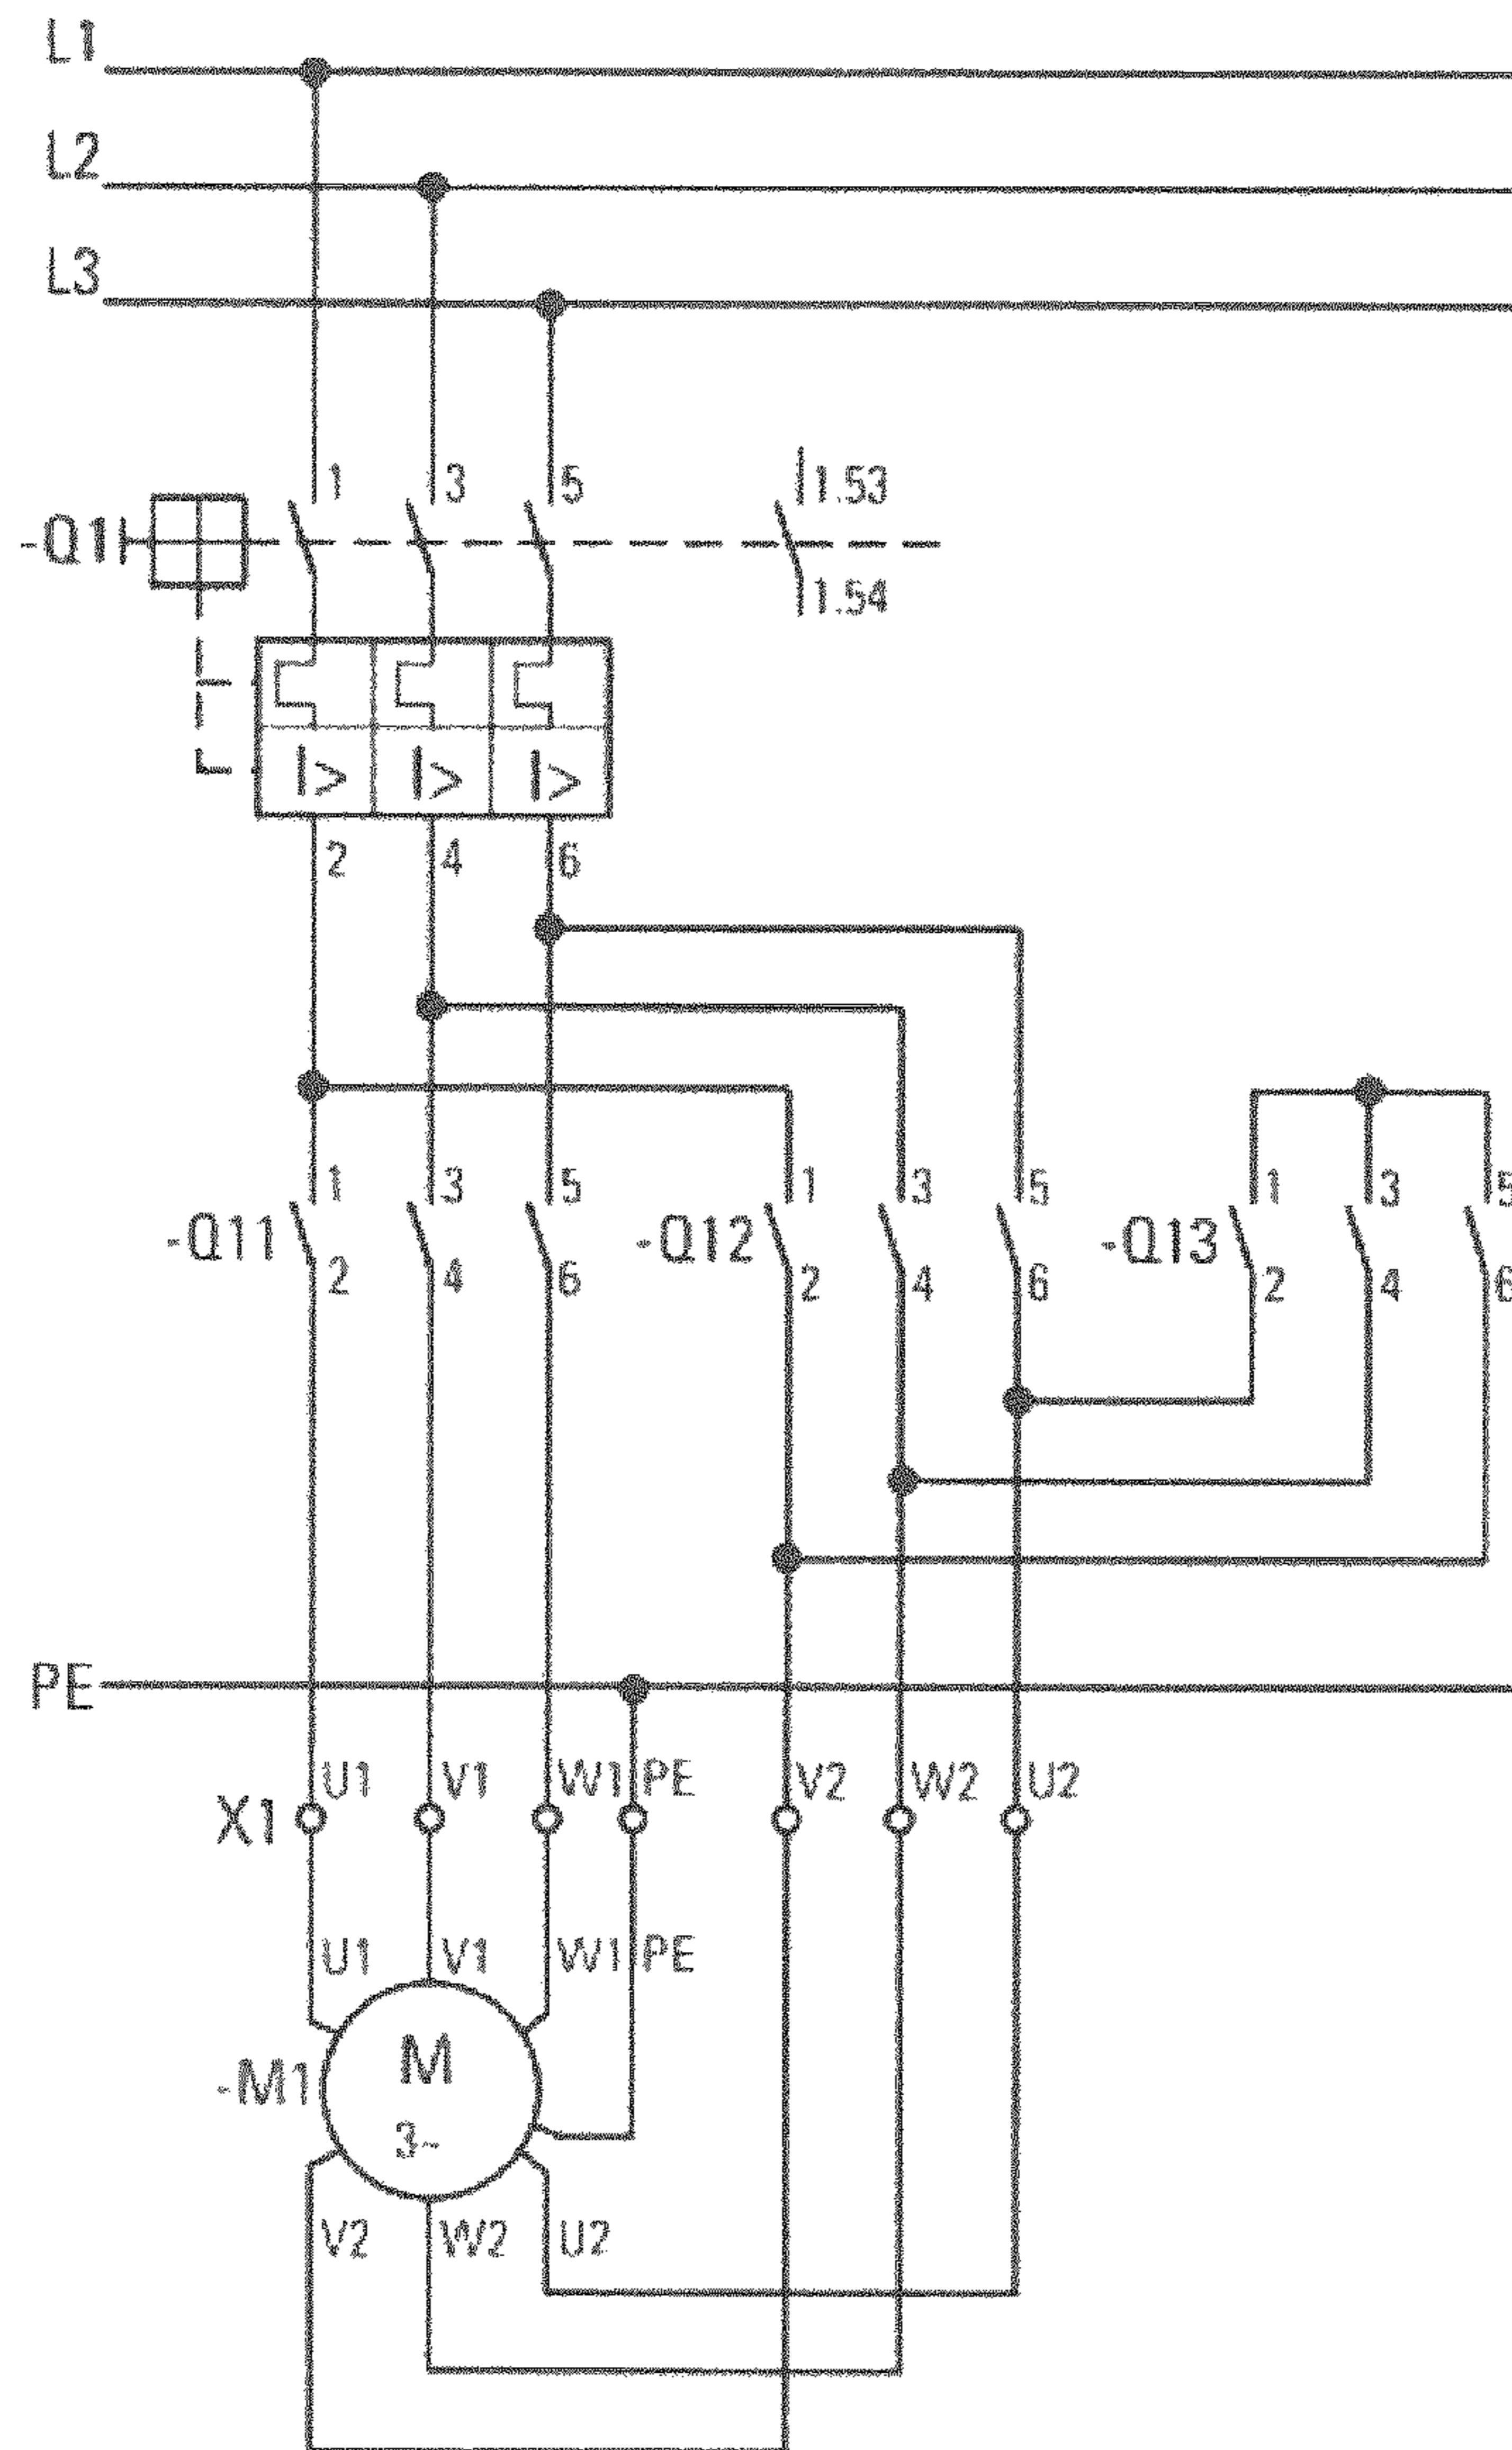 L1
L2
L3
1 3 5 1.53
-Q1
1.54
I> I> I>
2 4 6
1 3 5 1 3 5 1 3 5
-Q11 -Q12 -Q13
2 4 6 2 4 6 2 4 6
PE
U1 V1 W1 PE V2 W2 U2
X1
U1 V1 W1 PE
M
-M1
3~
V2 W2 U2